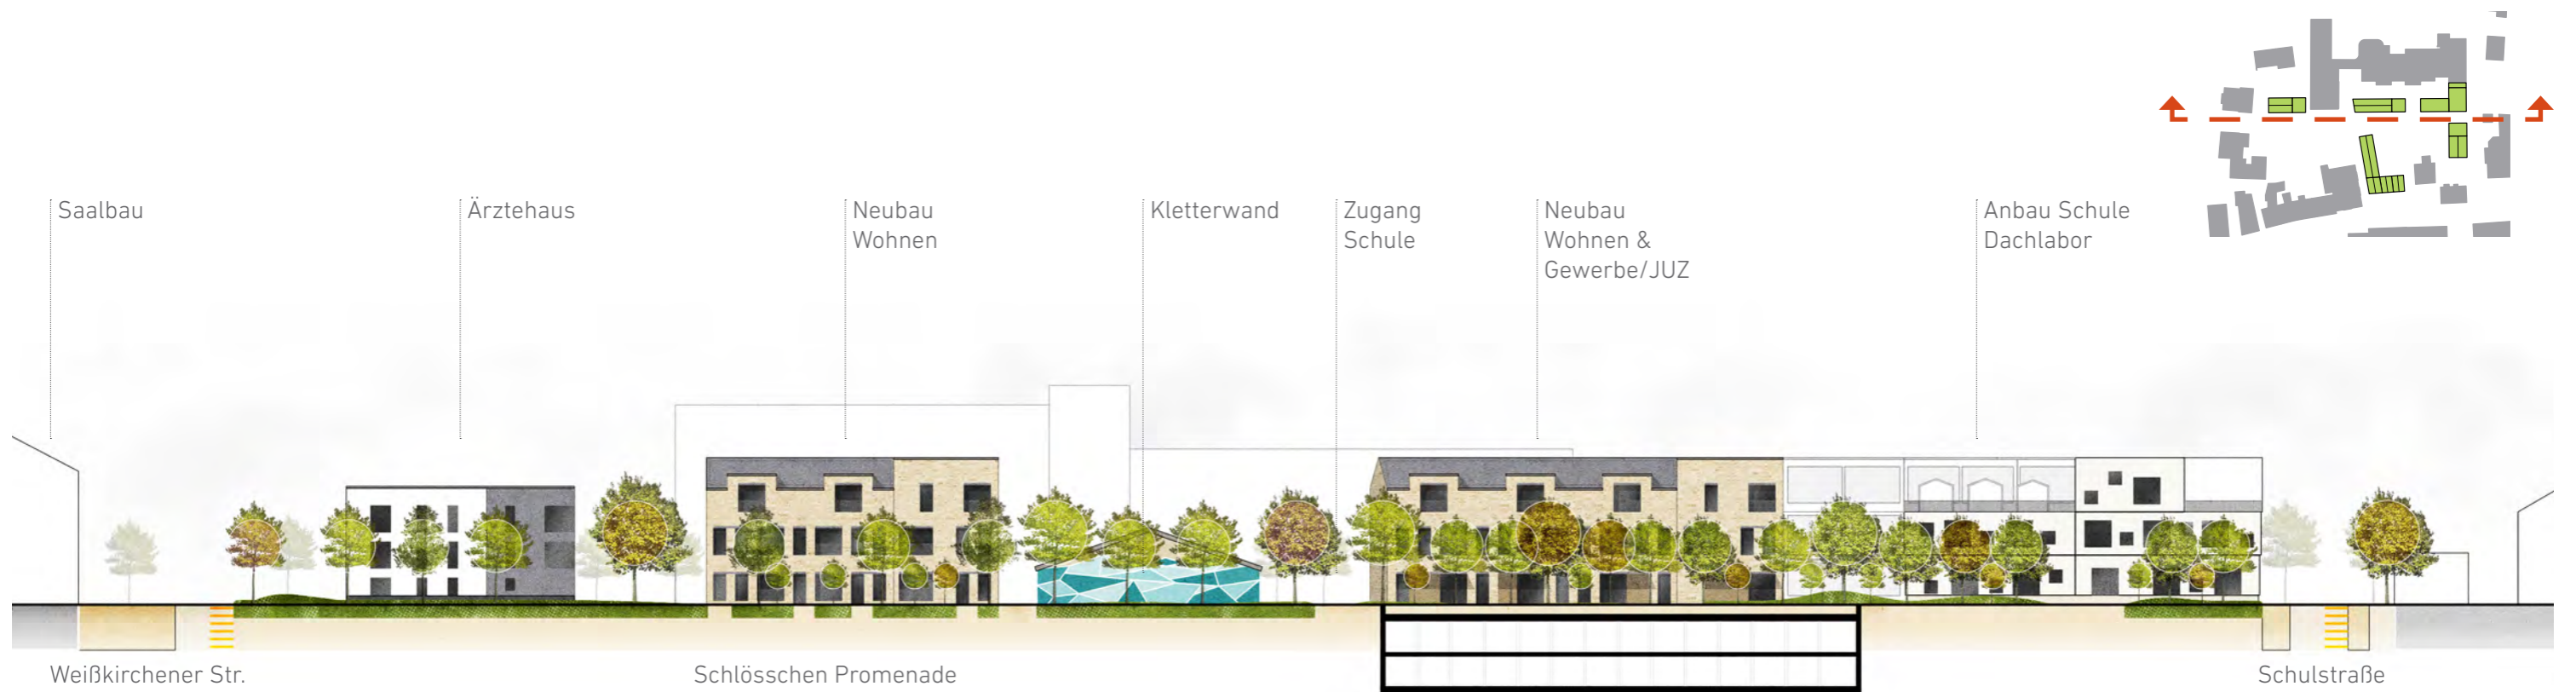 Saalbau
Ärztehaus
Neubau
Wohnen
Kletterwand
Zugang
Schule
Neubau
Wohnen &
Gewerbe/JUZ
Anbau Schule
Dachlabor
Weißkirchener Str.
Schlösschen Promenade
Schulstraße